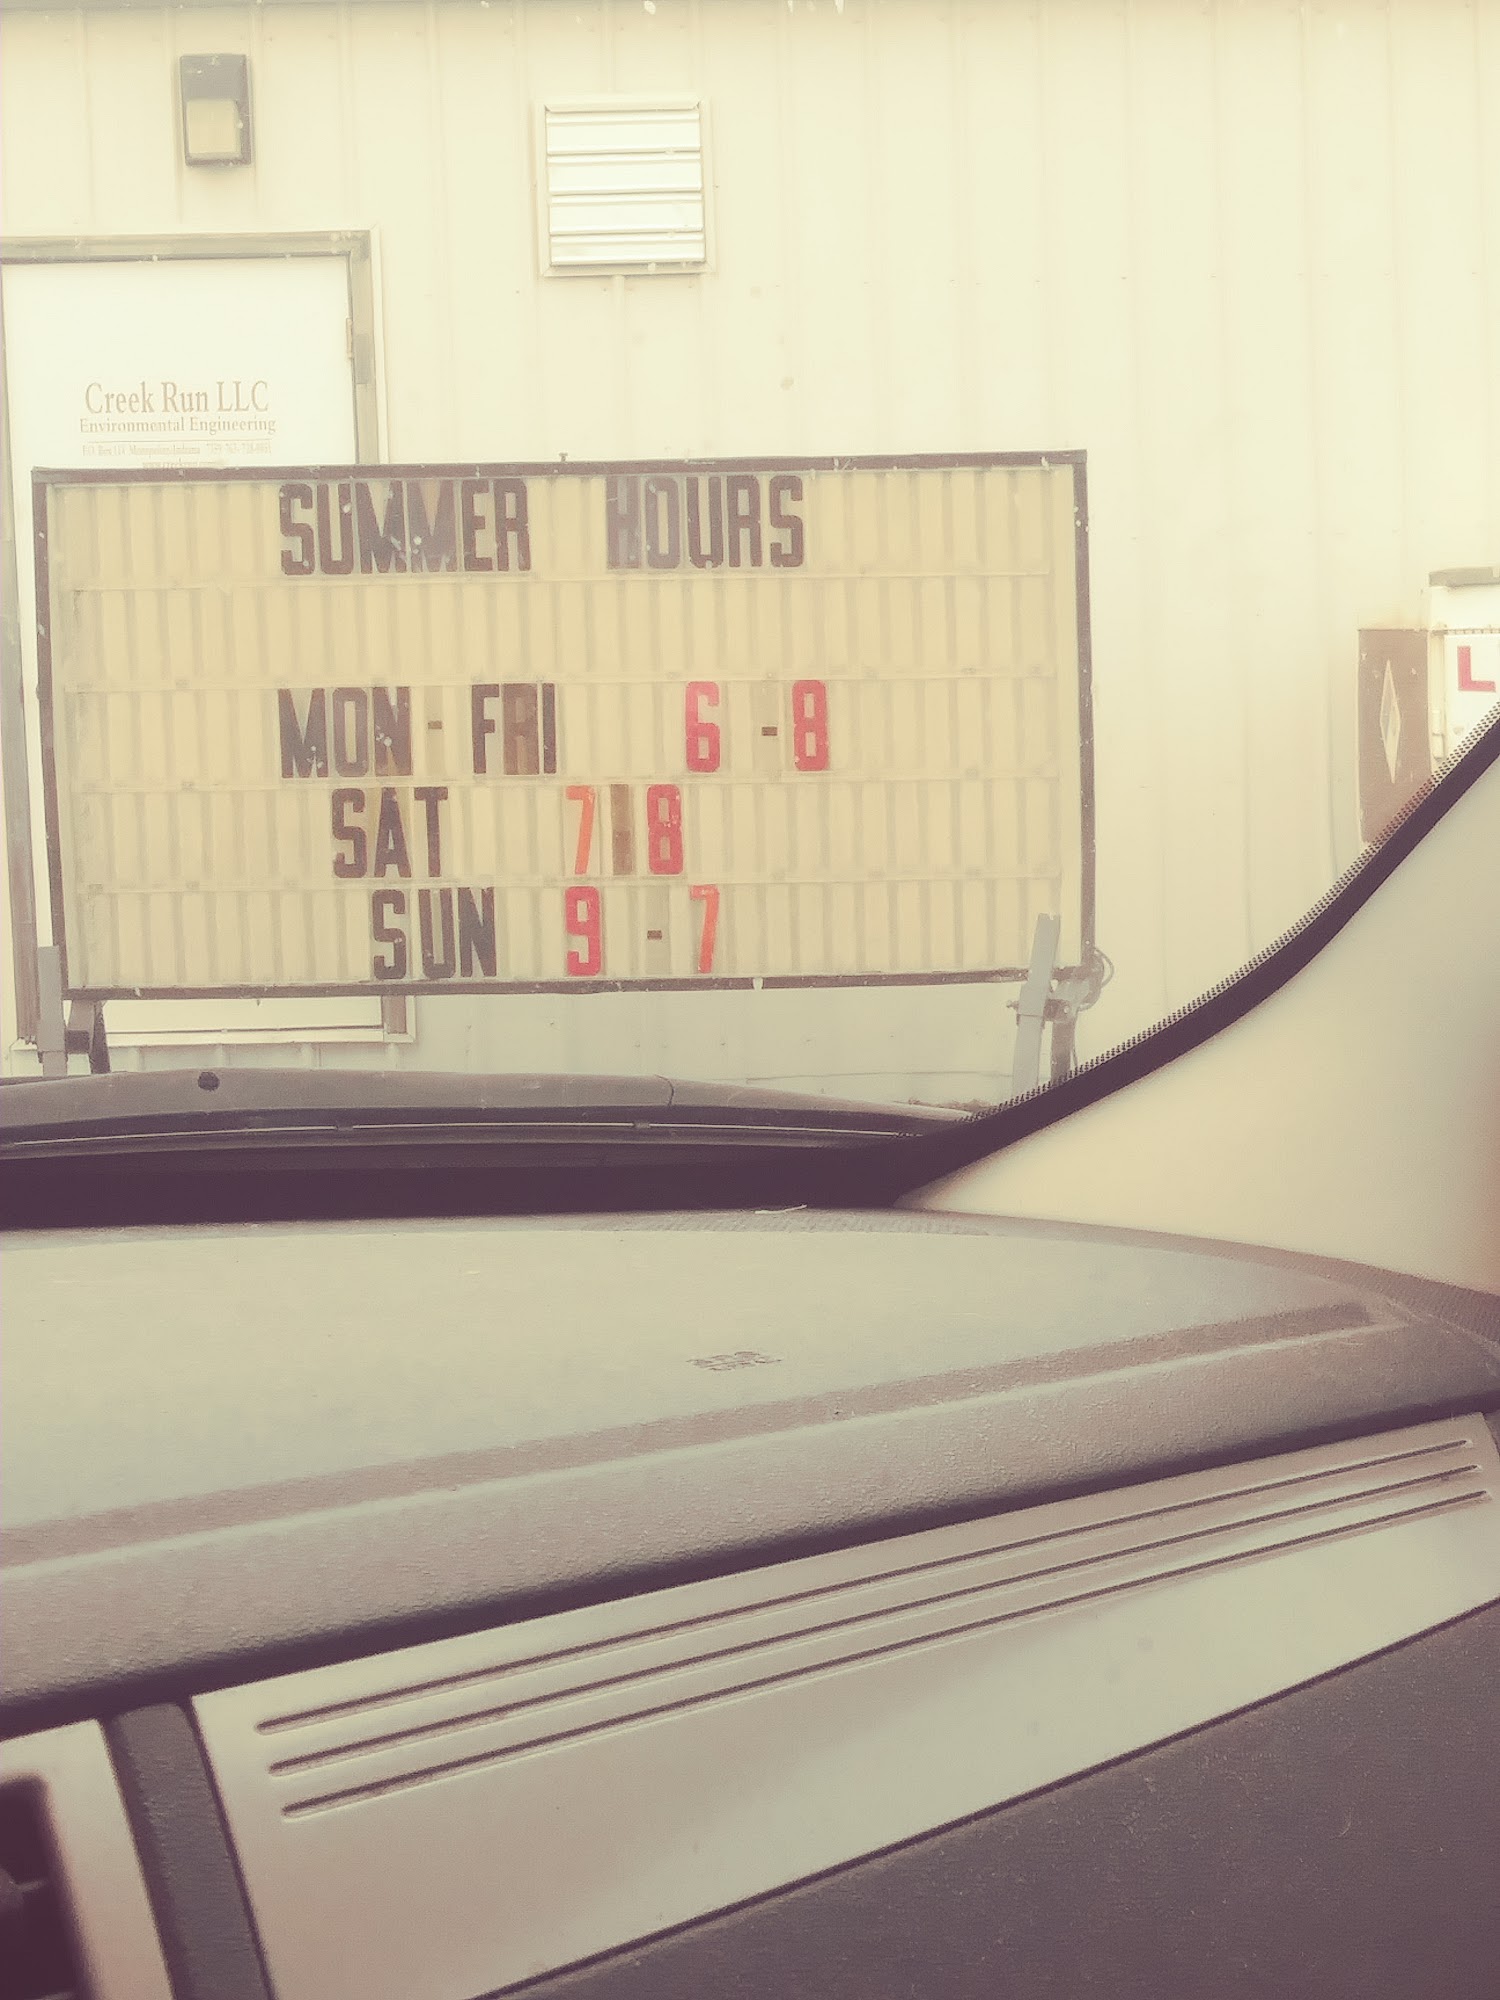 Creek Run LLC
Environmental Engineering
SUMMER HOURS
MON-FRI 6-8
SAT 7-8
SUN 9-7
L